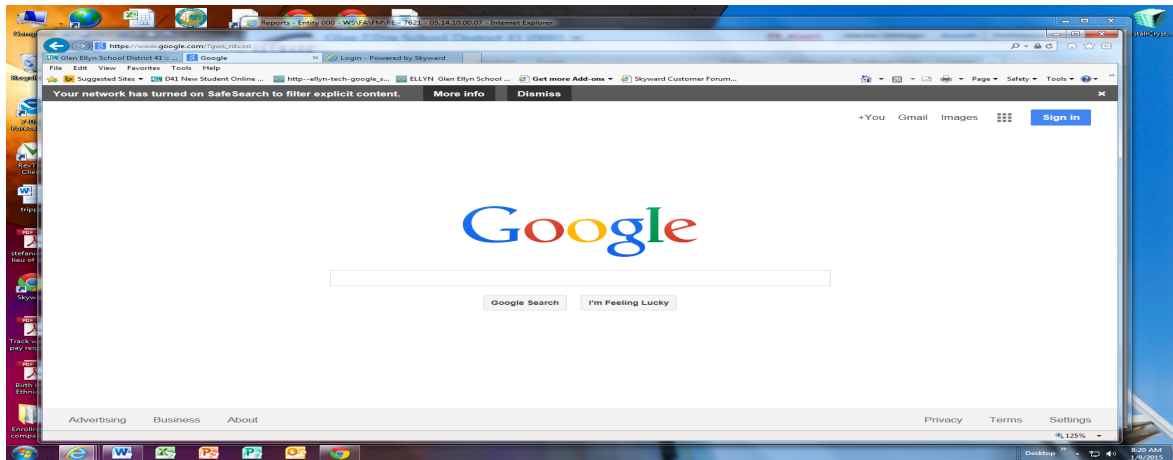 Reports - Entity 000 - WS\FA\FM\RE - 7621 - 05.14.10.00.07 - Internet Explorer
https://www.google.com/?gws_rd=ssl
Glen Ellyn School District 41 :: ... Google Login - Powered by Skyward
File Edit View Favorites Tools Help
Suggested Sites D41 New Student Online ... http--ellyn-tech-google_s... ELLYN Glen Ellyn School ... Get more Add-ons Skyward Customer Forum... Page Safety Tools
Your network has turned on SafeSearch to filter explicit content. More info Dismiss
+You Gmail Images Sign in
Google
Google Search I'm Feeling Lucky
Advertising Business About Privacy Terms Settings
125%
Desktop 8:20 AM
1/8/2015